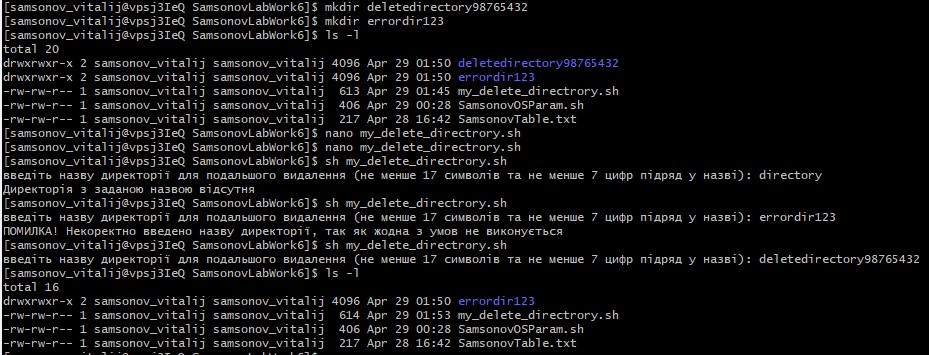 [samsonov_vitalij@vpsj3IeQ SamsonovLabWork6]$ mkdir deletedirectory98765432
[samsonov_vitalij@vpsj3IeQ SamsonovLabWork6]$ mkdir errordir123
[samsonov_vitalij@vpsj3IeQ SamsonovLabWork6]$ ls -l
total 20
drwxrwxr-x 2 samsonov_vitalij samsonov_vitalij 4096 Apr 29 01:50 deletedirectory98765432
drwxrwxr-x 2 samsonov_vitalij samsonov_vitalij 4096 Apr 29 01:50 errordir123
-rw-rw-r-- 1 samsonov_vitalij samsonov_vitalij  613 Apr 29 01:45 my_delete_directrory.sh
-rw-rw-r-- 1 samsonov_vitalij samsonov_vitalij  406 Apr 29 00:28 SamsonovOSParam.sh
-rw-rw-r-- 1 samsonov_vitalij samsonov_vitalij  217 Apr 28 16:42 SamsonovTable.txt
[samsonov_vitalij@vpsj3IeQ SamsonovLabWork6]$ nano my_delete_directrory.sh
[samsonov_vitalij@vpsj3IeQ SamsonovLabWork6]$ nano my_delete_directrory.sh
[samsonov_vitalij@vpsj3IeQ SamsonovLabWork6]$ sh my_delete_directrory.sh
введіть назву директорії для подальшого видалення (не менше 17 символів та не менше 7 цифр підряд у назві): directory
Директорія з заданою назвою відсутня
[samsonov_vitalij@vpsj3IeQ SamsonovLabWork6]$ sh my_delete_directrory.sh
введіть назву директорії для подальшого видалення (не менше 17 символів та не менше 7 цифр підряд у назві): errordir123
ПОМИЛКА! Некоректно введено назву директорії, так як жодна з умов не виконується
[samsonov_vitalij@vpsj3IeQ SamsonovLabWork6]$ sh my_delete_directrory.sh
введіть назву директорії для подальшого видалення (не менше 17 символів та не менше 7 цифр підряд у назві): deletedirectory98765432
[samsonov_vitalij@vpsj3IeQ SamsonovLabWork6]$ ls -l
total 16
drwxrwxr-x 2 samsonov_vitalij samsonov_vitalij 4096 Apr 29 01:50 errordir123
-rw-rw-r-- 1 samsonov_vitalij samsonov_vitalij  614 Apr 29 01:53 my_delete_directrory.sh
-rw-rw-r-- 1 samsonov_vitalij samsonov_vitalij  406 Apr 29 00:28 SamsonovOSParam.sh
-rw-rw-r-- 1 samsonov_vitalij samsonov_vitalij  217 Apr 28 16:42 SamsonovTable.txt